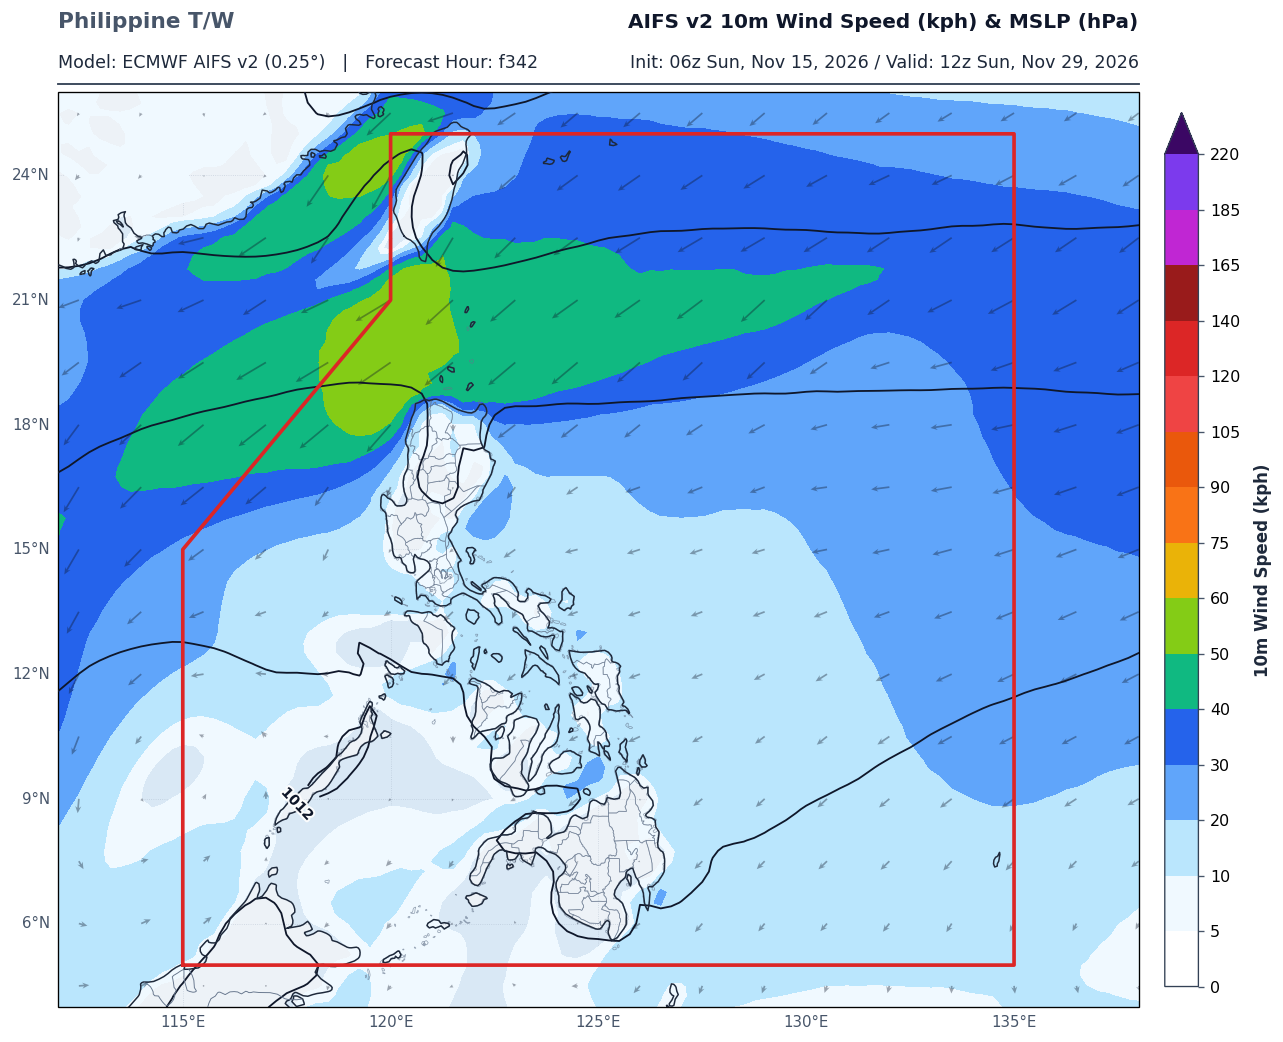 Philippine T/W
AIFS v2 10m Wind Speed (kph) & MSLP (hPa)
Model: ECMWF AIFS v2 (0.25°) | Forecast Hour: f342
Init: 06z Sun, Nov 15, 2026 / Valid: 12z Sun, Nov 29, 2026
24°N
21°N
18°N
15°N
12°N
9°N
6°N
1012
115°E
120°E
125°E
130°E
135°E
220
185
165
140
120
105
90
75
60
50
40
30
20
10
5
0
10m Wind Speed (kph)